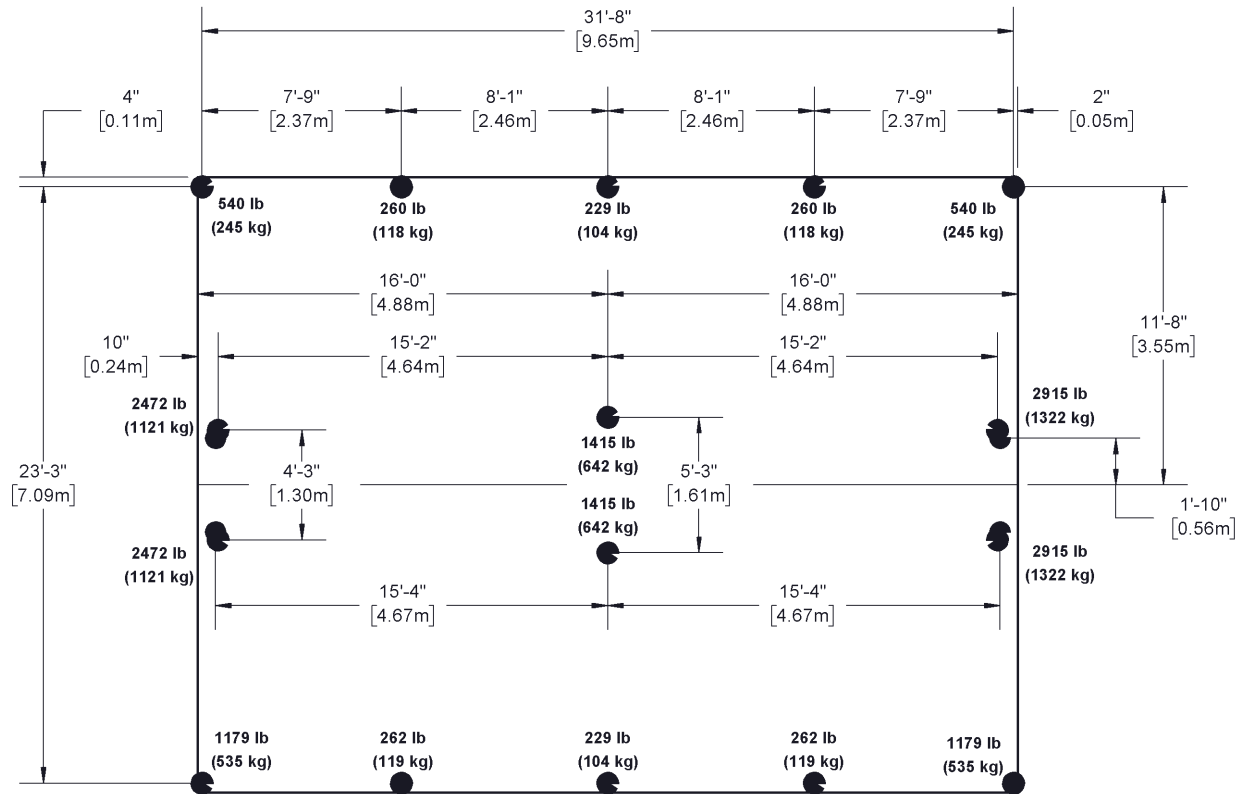 31'-8"
[9.65m]
4"
[0.11m]
7'-9"
[2.37m]
8'-1"
[2.46m]
8'-1"
[2.46m]
7'-9"
[2.37m]
2"
[0.05m]
540 lb
(245 kg)
260 lb
(118 kg)
229 lb
(104 kg)
260 lb
(118 kg)
540 lb
(245 kg)
16'-0"
[4.88m]
16'-0"
[4.88m]
11'-8"
[3.55m]
10"
[0.24m]
15'-2"
[4.64m]
15'-2"
[4.64m]
2472 lb
(1121 kg)
2915 lb
(1322 kg)
1415 lb
(642 kg)
23'-3"
[7.09m]
4'-3"
[1.30m]
5'-3"
[1.61m]
1'-10"
[0.56m]
1415 lb
(642 kg)
2472 lb
(1121 kg)
2915 lb
(1322 kg)
15'-4"
[4.67m]
15'-4"
[4.67m]
1179 lb
(535 kg)
262 lb
(119 kg)
229 lb
(104 kg)
262 lb
(119 kg)
1179 lb
(535 kg)